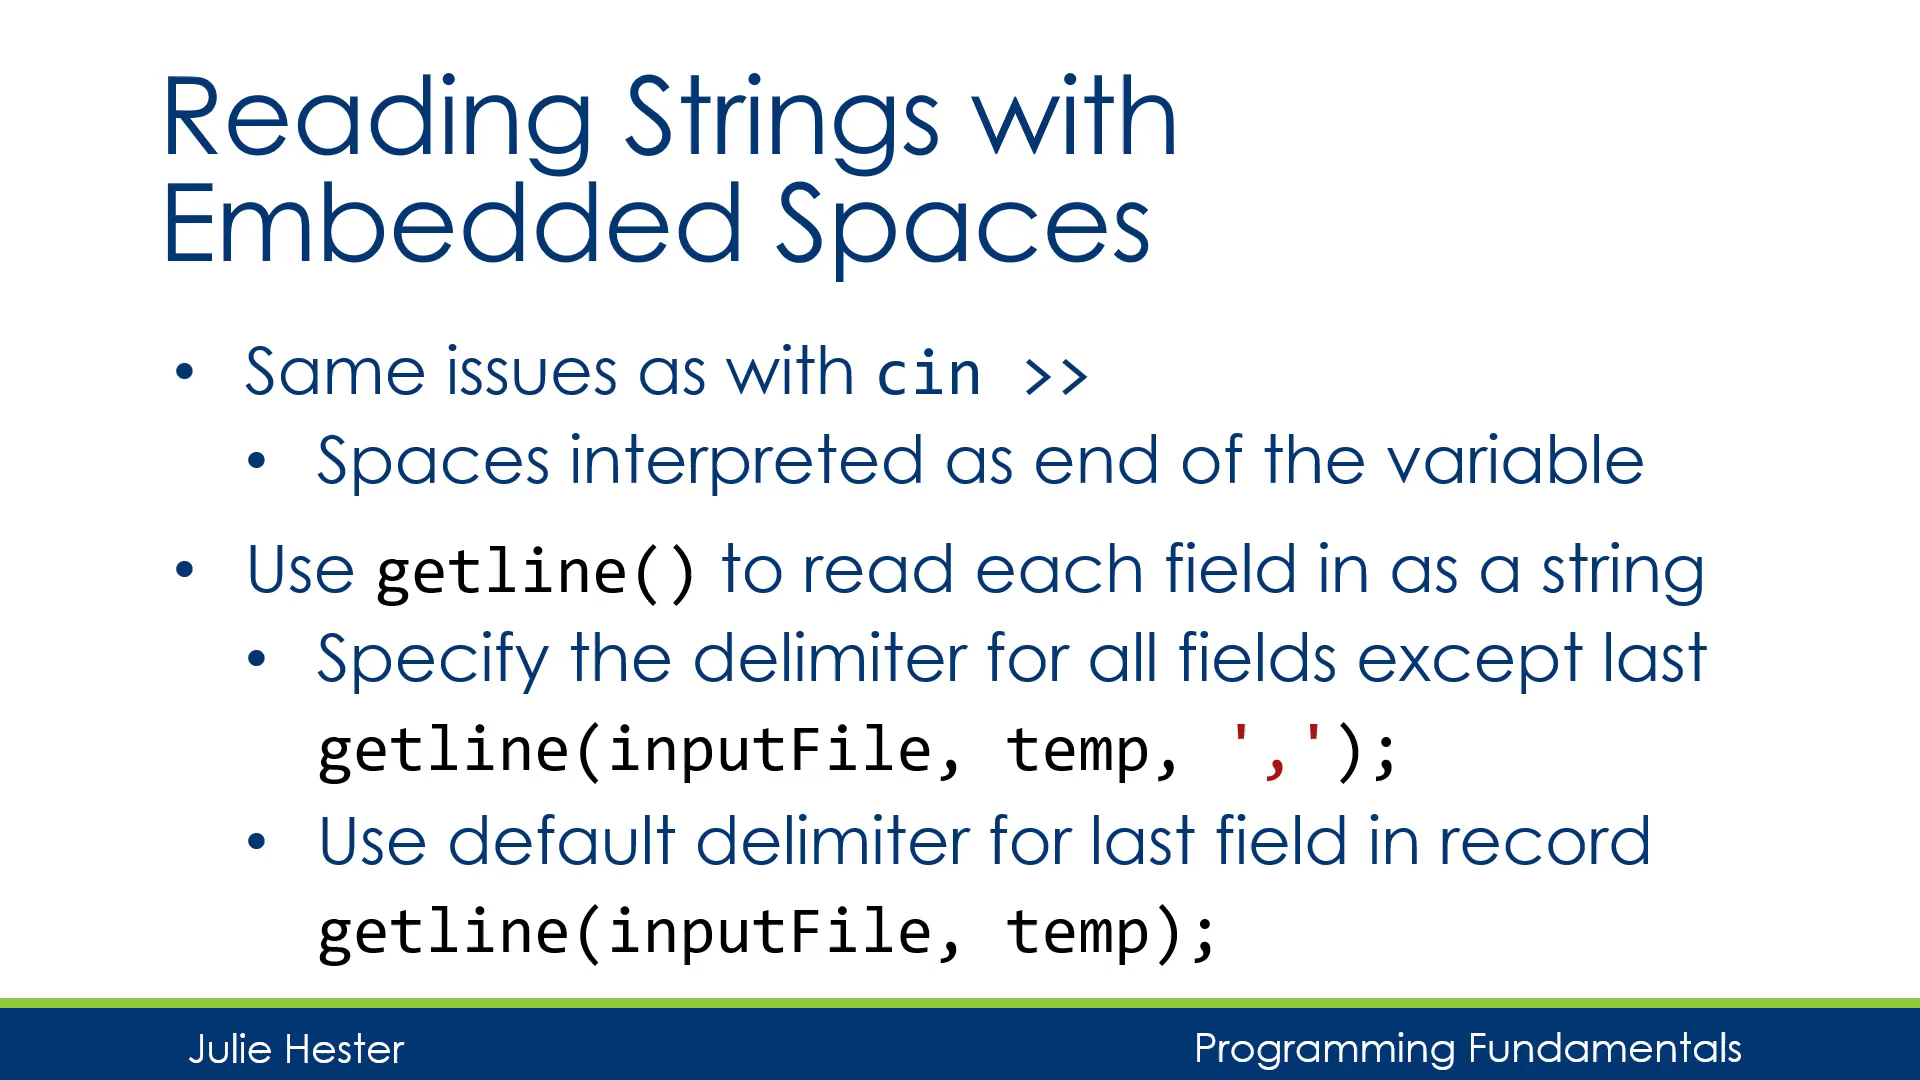 Reading Strings with
Embedded Spaces
• Same issues as with cin >>
• Spaces interpreted as end of the variable
• Use getline() to read each field in as a string
• Specify the delimiter for all fields except last
getline(inputFile, temp, ',');
• Use default delimiter for last field in record
getline(inputFile, temp);
Julie Hester
Programming Fundamentals